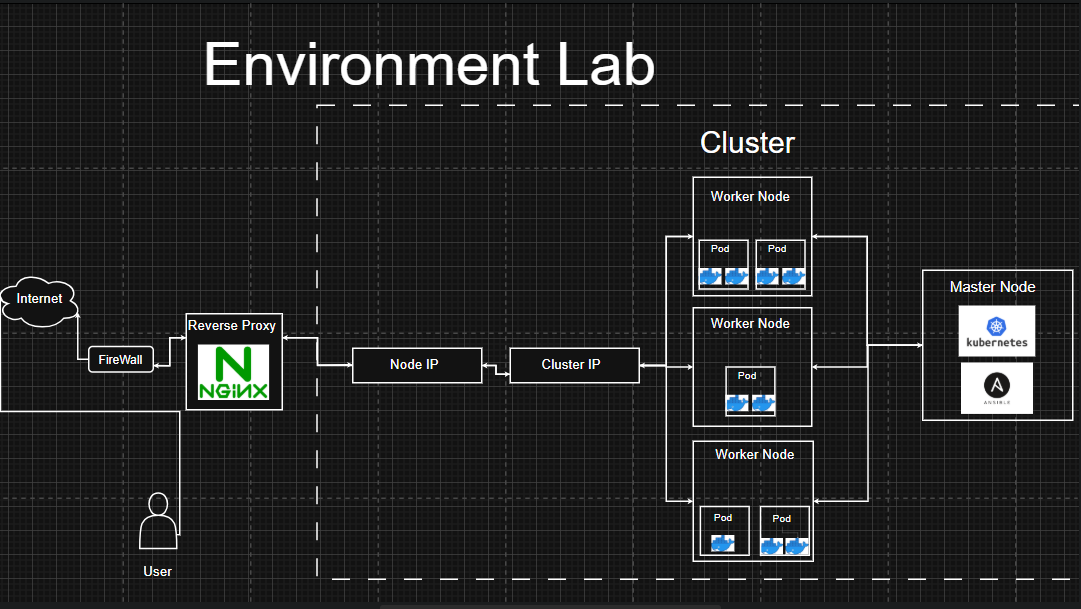 Environment Lab
Cluster
Worker Node
Pod
Pod
Internet
FireWall
Reverse Proxy
NGiNX
Node IP
Cluster IP
Worker Node
Pod
Master Node
kubernetes
ANSIBLE
Worker Node
Pod
Pod
User